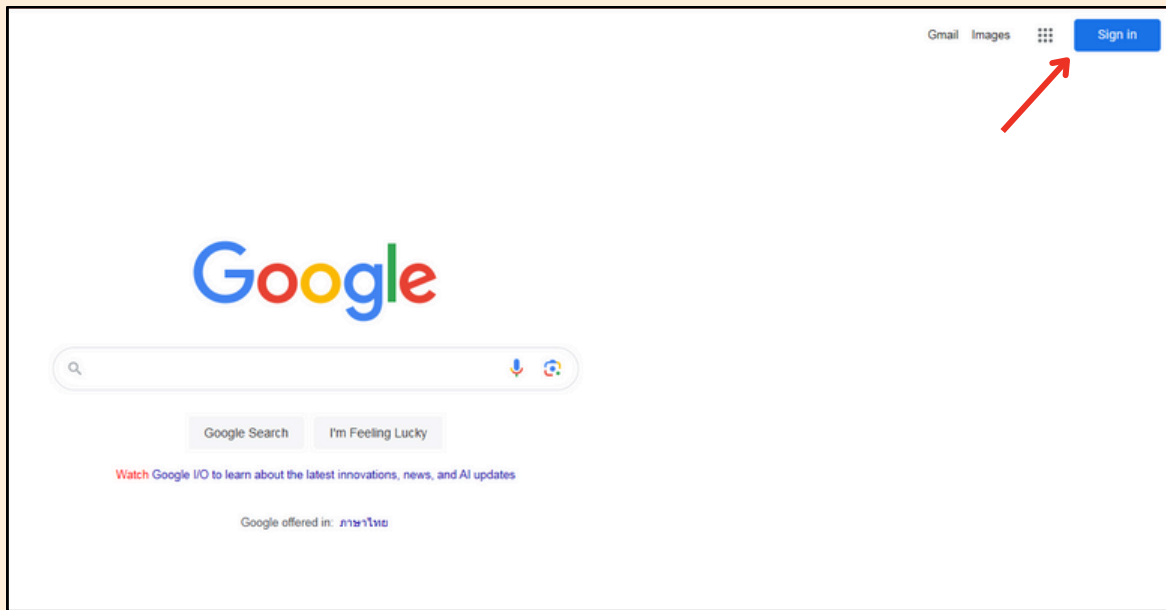 Gmail Images Sign in
Google
Google Search I'm Feeling Lucky
Watch Google I/O to learn about the latest innovations, news, and AI updates
Google offered in: ภาษาไทย